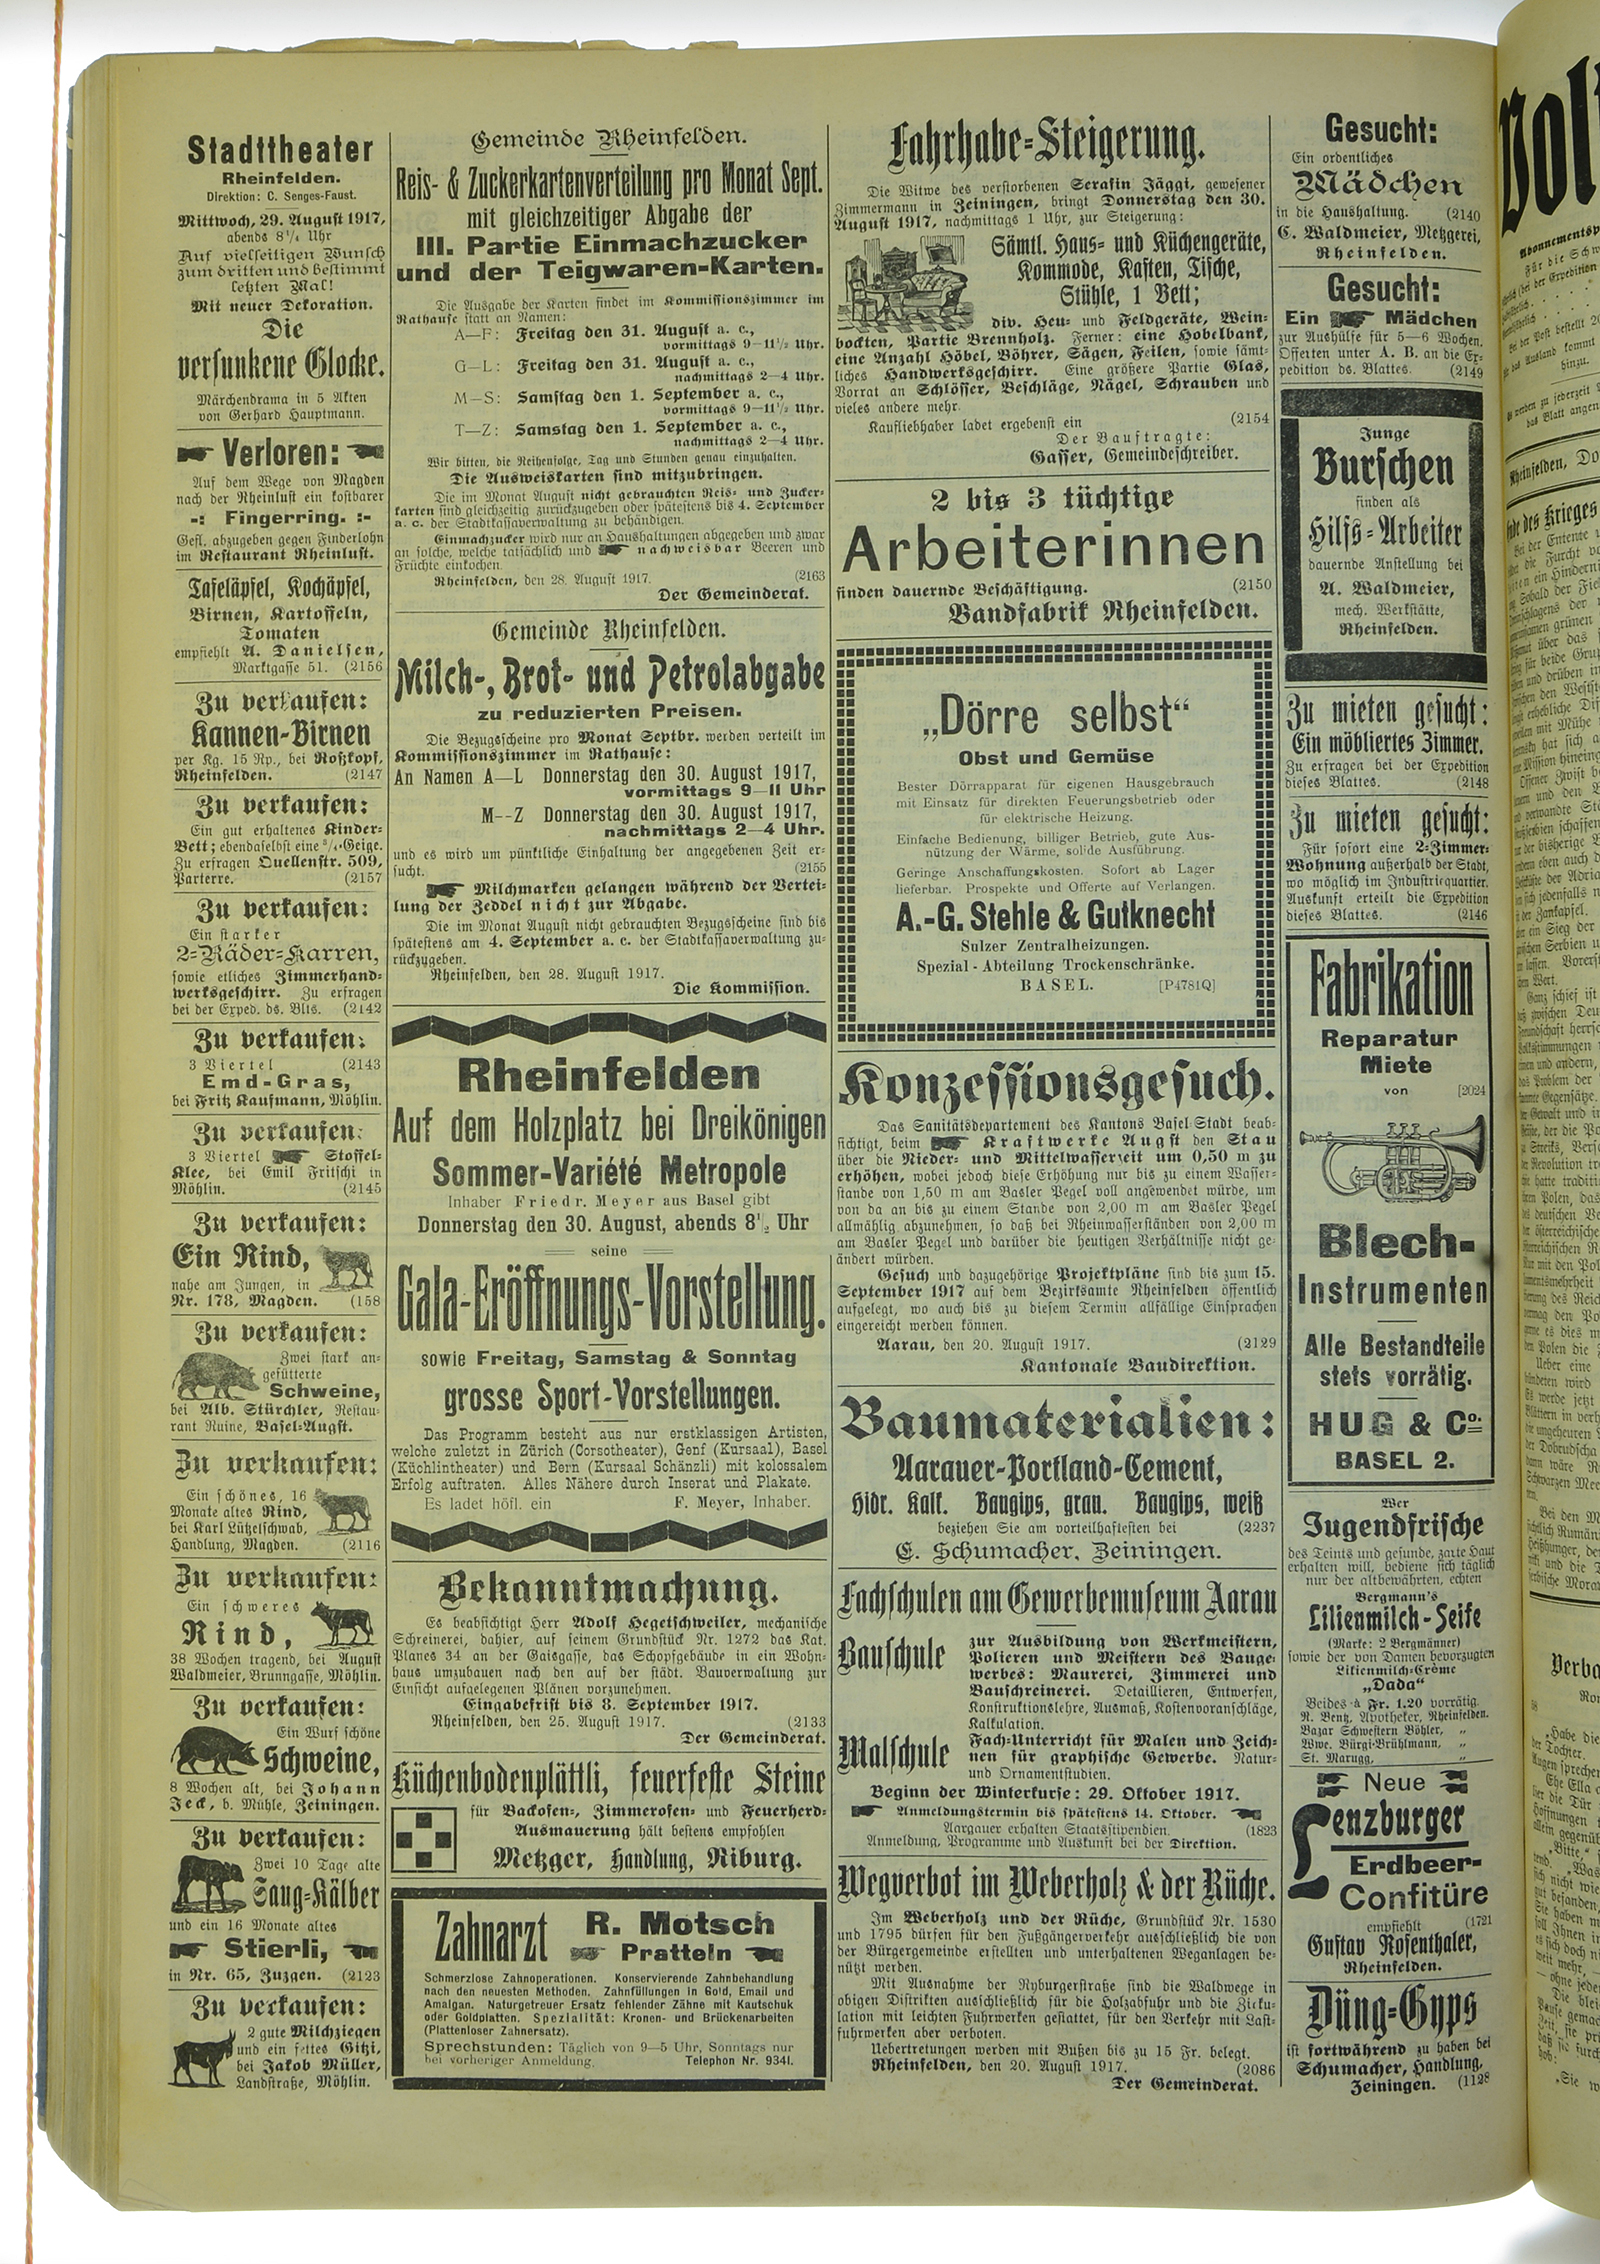 Stadttheater
Rheinfelden.
Direktion: C. Senges-Faust.
Mittwoch, 29. August 1917,
abends 8¼ Uhr
Auf vielseitigen Wunsch
zum dritten und bestimmt
letzten Mal!
Mit neuer Dekoration.
Die
versunkene Glocke.
Märchendrama in 5 Akten
von Gerhard Hauptmann.
Verloren:
Auf dem Wege von Magden
nach der Rheinlust ein kostbarer
-: Fingerring. :-
Gefl. abzugeben gegen Finderlohn
im Restaurant Rheinlust.
Tafeläpfel, Kochäpfel,
Birnen, Kartoffeln,
Tomaten
empfiehlt A. Danielsen,
Marktgasse 51. (2156
Zu verkaufen:
Kannen-Birnen
per Kg. 15 Rp., bei Roßkopf,
Rheinfelden. (2147
Zu verkaufen:
Ein gut erhaltenes Kinder-
Bett; ebendaselbst eine ¾-Geige.
Zu erfragen Quellenstr. 509,
Parterre. (2157
Zu verkaufen:
Ein starker
2-Räder-Karren,
sowie etliches Zimmerhand-
werksgeschirr. Zu erfragen
bei der Exped. ds. Blts. (2142
Zu verkaufen:
3 Viertel (2143
Emd-Gras,
bei Fritz Kaufmann, Möhlin.
Zu verkaufen:
3 Viertel Stoffel-
Klee, bei Emil Fritschi in
Möhlin. (2145
Zu verkaufen:
Ein Rind,
nahe am Jungen, in
Nr. 178, Magden. (158
Zu verkaufen:
Zwei stark an-
gefütterte
Schweine,
bei Alb. Stürchler, Restau-
rant Ruine, Basel-Augst.
Zu verkaufen:
Ein schönes, 16
Monate altes Rind,
bei Karl Lützelschwab,
Handlung, Magden. (2116
Zu verkaufen:
Ein schweres
Rind,
38 Wochen tragend, bei August
Waldmeier, Brunngasse, Möhlin.
Zu verkaufen:
Ein Wurf schöne
Schweine,
8 Wochen alt, bei Johann
Jeck, b. Mühle, Zeiningen.
Zu verkaufen:
Zwei 10 Tage alte
Saug-Kälber
und ein 16 Monate altes
Stierli,
in Nr. 65, Zuzgen. (2123
Zu verkaufen:
2 gute Milchziegen
und ein fettes Gitzi,
bei Jakob Müller,
Landstraße, Möhlin.
Gemeinde Rheinfelden.
Reis- & Zuckerkartenverteilung pro Monat Sept.
mit gleichzeitiger Abgabe der
III. Partie Einmachzucker
und der Teigwaren-Karten.
Die Ausgabe der Karten findet im Kommissionszimmer im
Rathause statt an Namen:
A—F: Freitag den 31. August a. c.,
vormittags 9—11½ Uhr.
G—L: Freitag den 31. August a. c.,
nachmittags 2—4 Uhr.
M—S: Samstag den 1. September a. c.,
vormittags 9—11½ Uhr.
T—Z: Samstag den 1. September a. c.,
nachmittags 2—4 Uhr.
Wir bitten, die Reihenfolge, Tag und Stunden genau einzuhalten.
Die Ausweiskarten sind mitzubringen.
Die im Monat August nicht gebrauchten Reis- und Zucker-
karten sind gleichzeitig zurückzugeben oder spätestens bis 4. September
a. c. der Stadtkassaverwaltung zu behändigen.
Einmachzucker wird nur an Haushaltungen abgegeben und zwar
an solche, welche tatsächlich und nachweisbar Beeren und
Früchte einkochen.
Rheinfelden, den 28. August 1917. (2163
Der Gemeinderat.
Gemeinde Rheinfelden.
Milch-, Brot- und Petrolabgabe
zu reduzierten Preisen.
Die Bezugsscheine pro Monat Septbr. werden verteilt im
Kommissionszimmer im Rathause:
An Namen A—L Donnerstag den 30. August 1917,
vormittags 9—11 Uhr
M--Z Donnerstag den 30. August 1917,
nachmittags 2—4 Uhr.
und es wird um pünktliche Einhaltung der angegebenen Zeit er-
sucht. (2155
Milchmarken gelangen während der Vertei-
lung der Zeddel nicht zur Abgabe.
Die im Monat August nicht gebrauchten Bezugsscheine sind bis
spätestens am 4. September a. c. der Stadtkassaverwaltung zu-
rückzugeben.
Rheinfelden, den 28. August 1917.
Die Kommission.
Rheinfelden
Auf dem Holzplatz bei Dreikönigen
Sommer-Variété Metropole
Inhaber Friedr. Meyer aus Basel gibt
Donnerstag den 30. August, abends 8½ Uhr
seine
Gala-Eröffnungs-Vorstellung.
sowie Freitag, Samstag & Sonntag
grosse Sport-Vorstellungen.
Das Programm besteht aus nur erstklassigen Artisten,
welche zuletzt in Zürich (Corsotheater), Genf (Kursaal), Basel
(Küchlintheater) und Bern (Kursaal Schänzli) mit kolossalem
Erfolg auftraten. Alles Nähere durch Inserat und Plakate.
Es ladet höfl. ein F. Meyer, Inhaber.
Bekanntmachung.
Es beabsichtigt Herr Adolf Hegetschweiler, mechanische
Schreinerei, dahier, auf seinem Grundstück Nr. 1272 das Kat.
Planes 34 an der Gaisgasse, das Schopfgebäude in ein Wohn-
haus umzubauen nach den auf der städt. Bauverwaltung zur
Einsicht aufgelegenen Plänen vorzunehmen.
Eingabefrist bis 8. September 1917.
Rheinfelden, den 25. August 1917. (2133
Der Gemeinderat.
Küchenbodenplättli, feuerfeste Steine
für Backofen-, Zimmerofen- und Feuerherd-
Ausmauerung hält bestens empfohlen
Metzger, Handlung, Riburg.
Zahnarzt R. Motsch
Pratteln
Schmerzlose Zahnoperationen. Konservierende Zahnbehandlung
nach den neuesten Methoden. Zahnfüllungen in Gold, Email und
Amalgan. Naturgetreuer Ersatz fehlender Zähne mit Kautschuk
oder Goldplatten. Spezialität: Kronen- und Brückenarbeiten
(Plattenloser Zahnersatz).
Sprechstunden: Täglich von 9—5 Uhr, Sonntags nur
bei vorheriger Anmeldung. Telephon Nr. 9341.
Fahrhabe-Steigerung.
Die Witwe des verstorbenen Serafin Jäggi, gewesener
Zimmermann in Zeiningen, bringt Donnerstag den 30.
August 1917, nachmittags 1 Uhr, zur Steigerung:
Sämtl. Haus- und Küchengeräte,
Kommode, Kasten, Tische,
Stühle, 1 Bett;
div. Heu- und Feldgeräte, Wein-
bockten, Partie Brennholz. Ferner: eine Hobelbank,
eine Anzahl Höbel, Böhrer, Sägen, Feilen, sowie sämt-
liches Handwerksgeschirr. Eine größere Partie Glas,
Vorrat an Schlösser, Beschläge, Nägel, Schrauben und
vieles andere mehr.
Kaufliebhaber ladet ergebenst ein (2154
Der Bauftragte:
Gasser, Gemeindeschreiber.
2 bis 3 tüchtige
Arbeiterinnen
finden dauernde Beschäftigung. (2150
Bandfabrik Rheinfelden.
„Dörre selbst“
Obst und Gemüse
Bester Dörrapparat für eigenen Hausgebrauch
mit Einsatz für direkten Feuerungsbetrieb oder
für elektrische Heizung.
Einfache Bedienung, billiger Betrieb, gute Aus-
nützung der Wärme, solide Ausführung.
Geringe Anschaffungskosten. Sofort ab Lager
lieferbar. Prospekte und Offerte auf Verlangen.
A.-G. Stehle & Gutknecht
Sulzer Zentralheizungen.
Spezial-Abteilung Trockenschränke.
BASEL. [P4781Q]
Konzessionsgesuch.
Das Sanitätsdepartement des Kantons Basel-Stadt beab-
sichtigt, beim Kraftwerke Augst den Stau
über die Nieder- und Mittelwasserzeit um 0,50 m zu
erhöhen, wobei jedoch diese Erhöhung nur bis zu einem Wasser-
stande von 1,50 m am Basler Pegel voll angewendet würde, um
von da an bis zu einem Stande von 2,00 m am Basler Pegel
allmählig abzunehmen, so daß bei Rheinwasserständen von 2,00 m
am Basler Pegel und darüber die heutigen Verhältnisse nicht ge-
ändert würden.
Gesuch und dazugehörige Projektpläne sind bis zum 15.
September 1917 auf dem Bezirksamte Rheinfelden öffentlich
aufgelegt, wo auch bis zu diesem Termin allfällige Einsprachen
eingereicht werden können.
Aarau, den 20. August 1917. (2129
Kantonale Baudirektion.
Baumaterialien:
Aarauer-Portland-Cement,
Hidr. Kalk. Baugips, grau. Baugips, weiß
beziehen Sie am vorteilhaftesten bei (2237
E. Schumacher, Zeiningen.
Fachschulen am Gewerbemuseum Aarau
Bauschule
zur Ausbildung von Werkmeistern,
Polieren und Meistern des Bauge-
werbes: Maurerei, Zimmerei und
Bauschreinerei. Detaillieren, Entwerfen,
Konstruktionslehre, Ausmaß, Kostenvoranschläge,
Kalkulation.
Malschule
Fach-Unterricht für Malen und Zeich-
nen für graphische Gewerbe. Natur-
und Ornamentstudien.
Beginn der Winterkurse: 29. Oktober 1917.
Anmeldungstermin bis spätestens 14. Oktober.
Aargauer erhalten Staatsstipendien. (1823
Anmeldung, Programme und Auskunft bei der Direktion.
Wegverbot im Weberholz & der Rüche.
Im Weberholz und der Rüche, Grundstück Nr. 1530
und 1795 dürfen für den Fußgängerverkehr ausschließlich die von
der Bürgergemeinde erstellten und unterhaltenen Weganlagen be-
nützt werden.
Mit Ausnahme der Ryburgerstraße sind die Waldwege in
obigen Distrikten ausschließlich für die Holzabfuhr und die Zirku-
lation mit leichten Fuhrwerken gestattet, für den Verkehr mit Last-
fuhrwerken aber verboten.
Uebertretungen werden mit Bußen bis zu 15 Fr. belegt.
Rheinfelden, den 20. August 1917. (2086
Der Gemeinderat.
Gesucht:
Ein ordentliches
Mädchen
in die Haushaltung. (2140
C. Waldmeier, Metzgerei,
Rheinfelden.
Gesucht:
Ein Mädchen
zur Aushülfe für 5—6 Wochen.
Offerten unter A. B. an die Ex-
pedition ds. Blattes. (2149
Junge
Burschen
finden als
Hilfs-Arbeiter
dauernde Anstellung bei
A. Waldmeier,
mech. Werkstätte,
Rheinfelden.
Zu mieten gesucht:
Ein möbliertes Zimmer.
Zu erfragen bei der Expedition
dieses Blattes. (2148
Zu mieten gesucht:
Für sofort eine 2-Zimmer-
Wohnung außerhalb der Stadt,
wo möglich im Industriequartier.
Auskunft erteilt die Expedition
dieses Blattes. (2146
Fabrikation
Reparatur
Miete
von [2024
Blech-
Instrumenten
Alle Bestandteile
stets vorrätig.
HUG & Co.
BASEL 2.
Wer
Jugendfrische
des Teints und gesunde, zarte Haut
erhalten will, bediene sich täglich
nur der altbewährten, echten
Bergmann's
Lilienmilch-Seife
(Marke: 2 Bergmänner)
sowie der von Damen bevorzugten
Lilienmilch-Crème
„Dada“
Beides à Fr. 1.20 vorrätig.
R. Bentz, Apotheker, Rheinfelden.
Bazar Schwestern Böhler, „
Wwe. Bürgi-Brühlmann, „
St. Marugg, „
Neue
Lenzburger
Erdbeer-
Confitüre
empfiehlt (1721
Gustav Rosenthaler,
Rheinfelden.
Düng-Gyps
ist fortwährend zu haben bei
Schumacher, Handlung,
Zeiningen. (1128